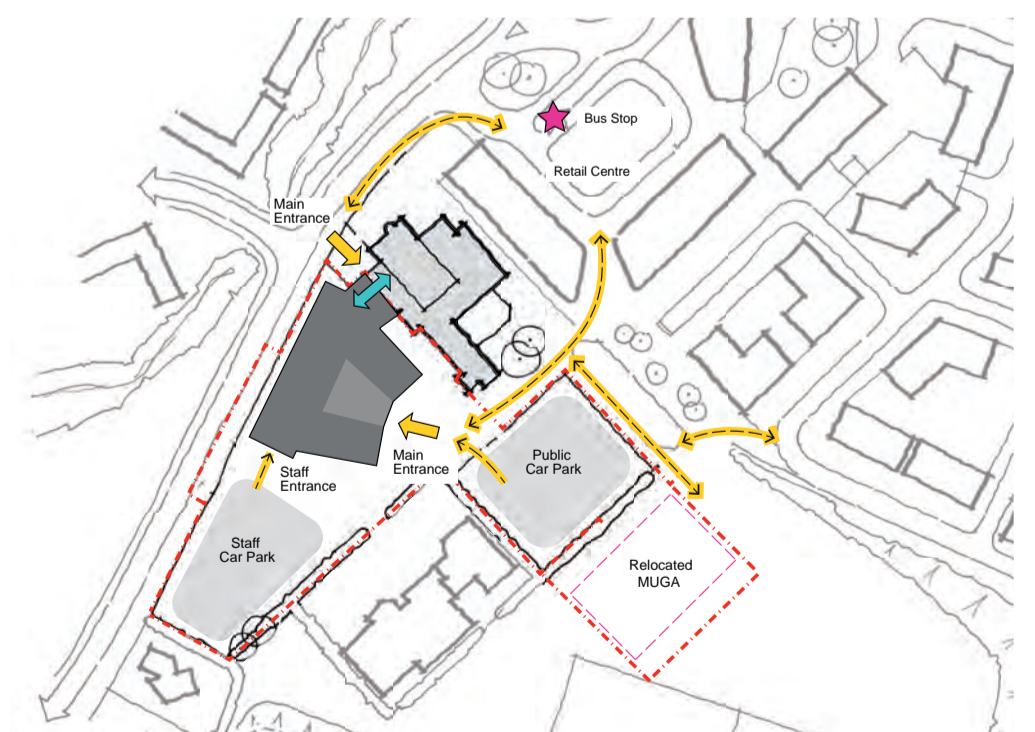 Bus Stop
Retail Centre
Main
Entrance
Main
Entrance
Public
Car Park
Staff
Entrance
Staff
Car Park
Relocated
MUGA